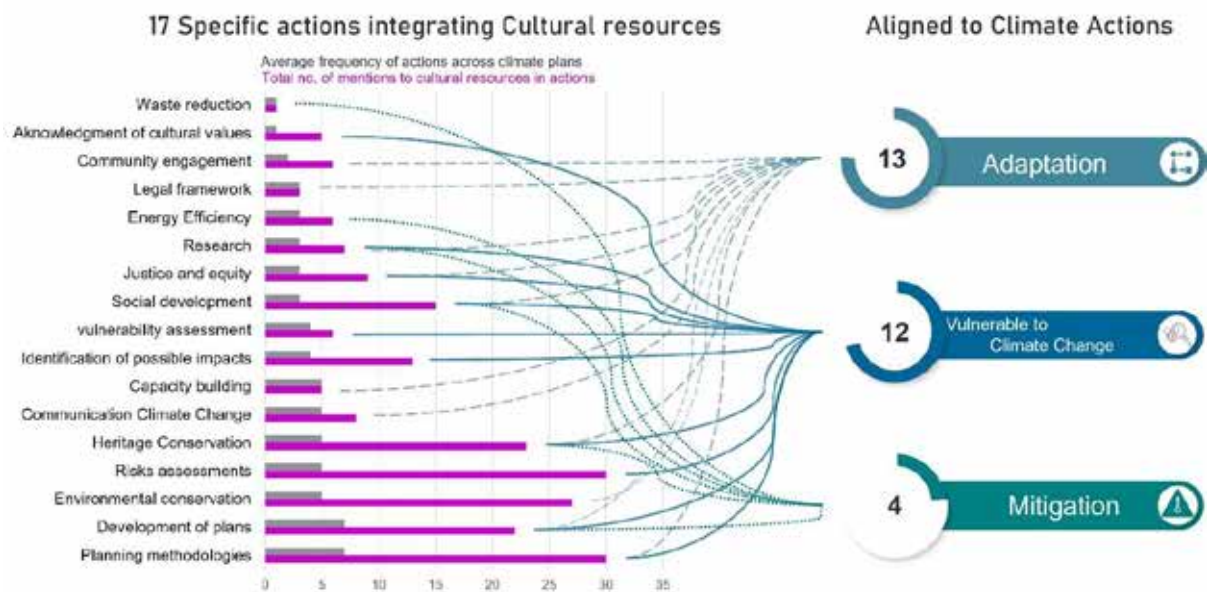 17 Specific actions integrating Cultural resources
Aligned to Climate Actions
Average frequency of actions across climate plans
Total no. of mentions to cultural resources in actions
Waste reduction
Aknowledgment of cultural values
Community engagement
Legal framework
Energy Efficiency
Research
Justice and equity
Social development
vulnerability assessment
Identification of possible impacts
Capacity building
Communication Climate Change
Heritage Conservation
Risks assessments
Environmental conservation
Development of plans
Planning methodologies
0 5 10 15 20 25 30 35
13
Adaptation
12
Vulnerable to
Climate Change
4
Mitigation